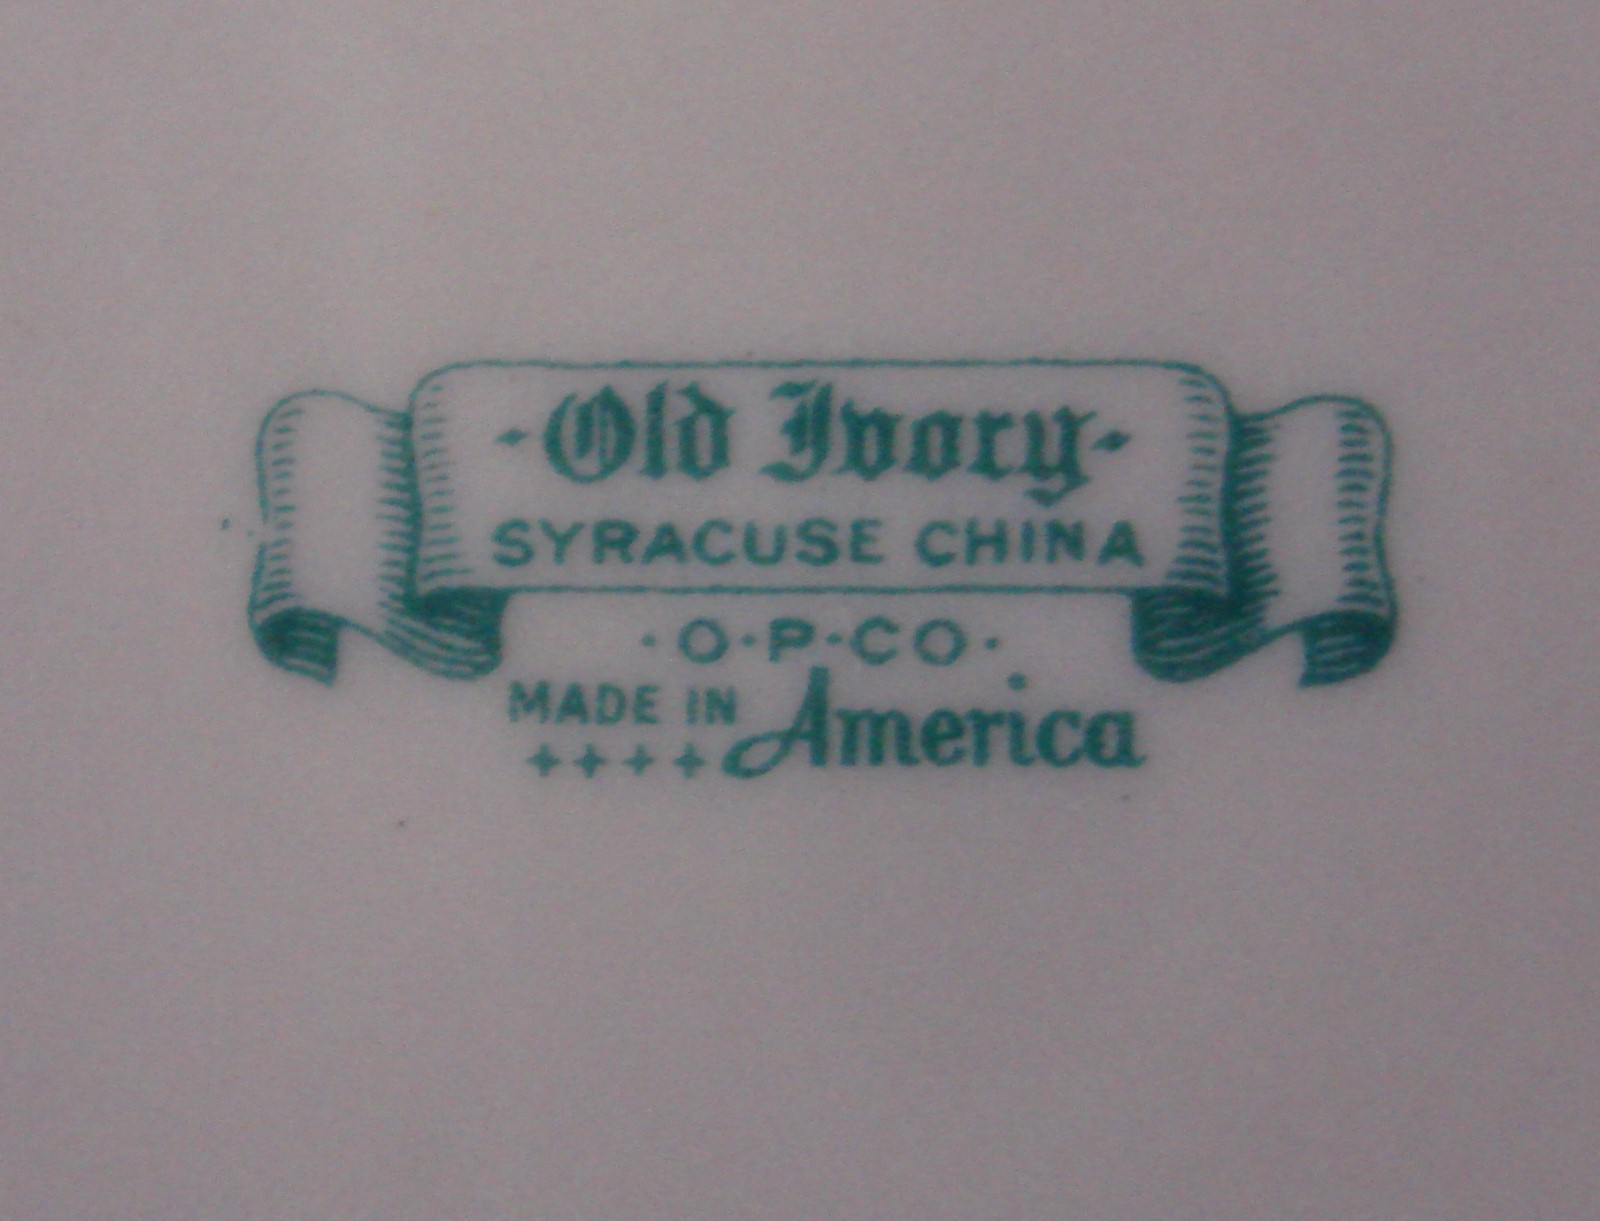 -Old Ivory-
SYRACUSE CHINA
·O·P·CO·
MADE IN America
++++